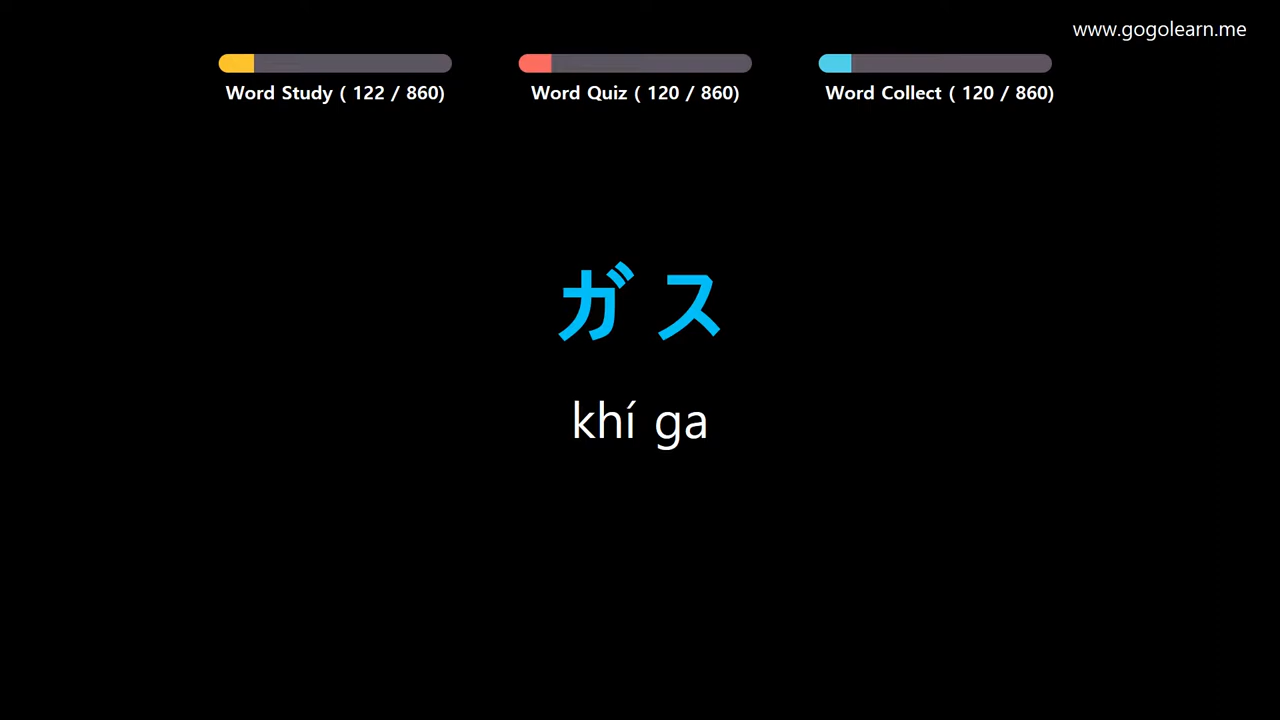 www.gogolearn.me
Word Study ( 122 / 860)
Word Quiz ( 120 / 860)
Word Collect ( 120 / 860)
ガス
khí ga